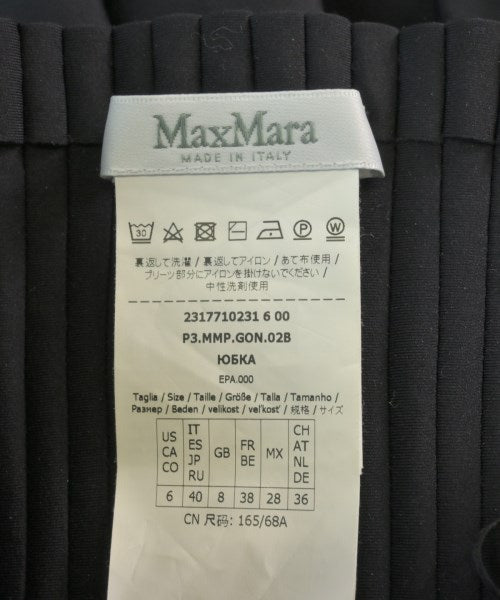 MaxMara
MADE IN ITALY
30 P W
裏返して洗濯 / 裏返してアイロン / あて布使用 /
プリーツ部分にアイロンを掛けないでください /
中性洗剤使用
2317710231 6 00
P3.MMP.GON.02B
ЮБКА
EPA.000
Taglia / Size / Taille / Größe / Talla / Tamanho /
Размер / Beden / velikost / veľkosť / 规格 / サイズ
US CA CO | IT ES JP RU | GB | FR BE | MX | CH AT NL DE
6 | 40 | 8 | 38 | 28 | 36
CN 尺码: 165/68A